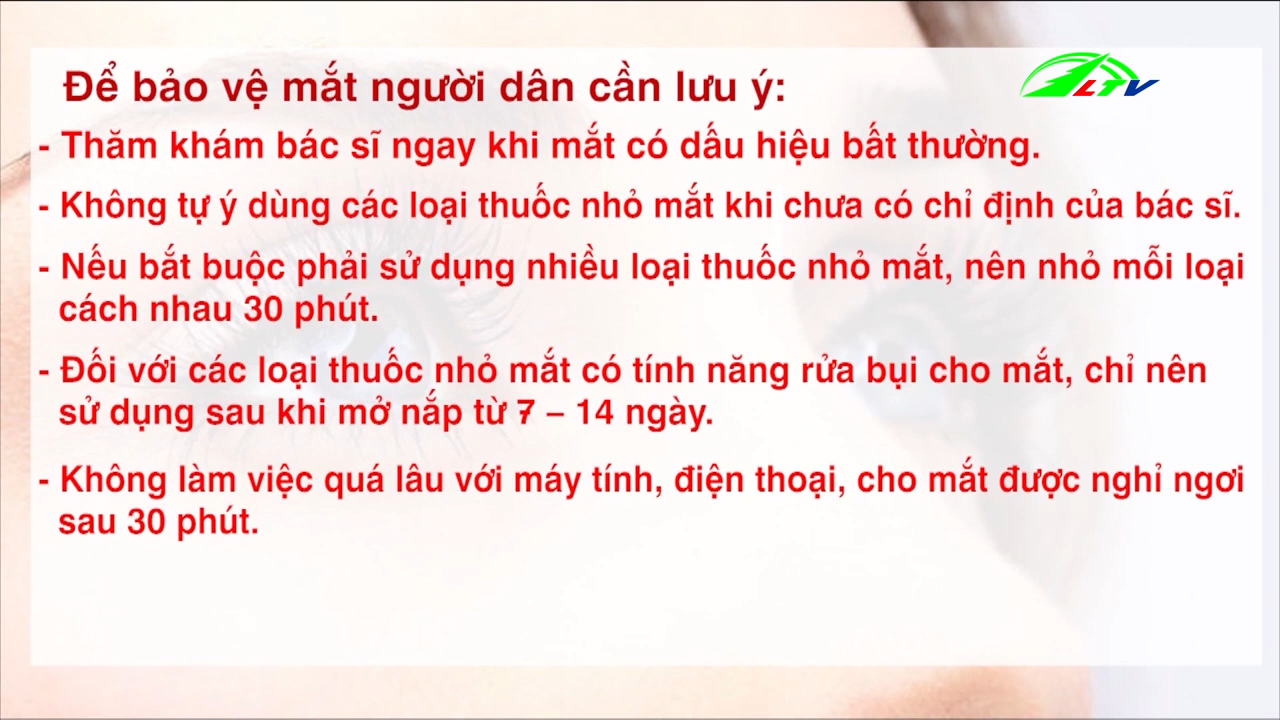 Để bảo vệ mắt người dân cần lưu ý:
LTV
- Thăm khám bác sĩ ngay khi mắt có dấu hiệu bất thường.
- Không tự ý dùng các loại thuốc nhỏ mắt khi chưa có chỉ định của bác sĩ.
- Nếu bắt buộc phải sử dụng nhiều loại thuốc nhỏ mắt, nên nhỏ mỗi loại
cách nhau 30 phút.
- Đối với các loại thuốc nhỏ mắt có tính năng rửa bụi cho mắt, chỉ nên
sử dụng sau khi mở nắp từ 7 – 14 ngày.
- Không làm việc quá lâu với máy tính, điện thoại, cho mắt được nghỉ ngơi
sau 30 phút.